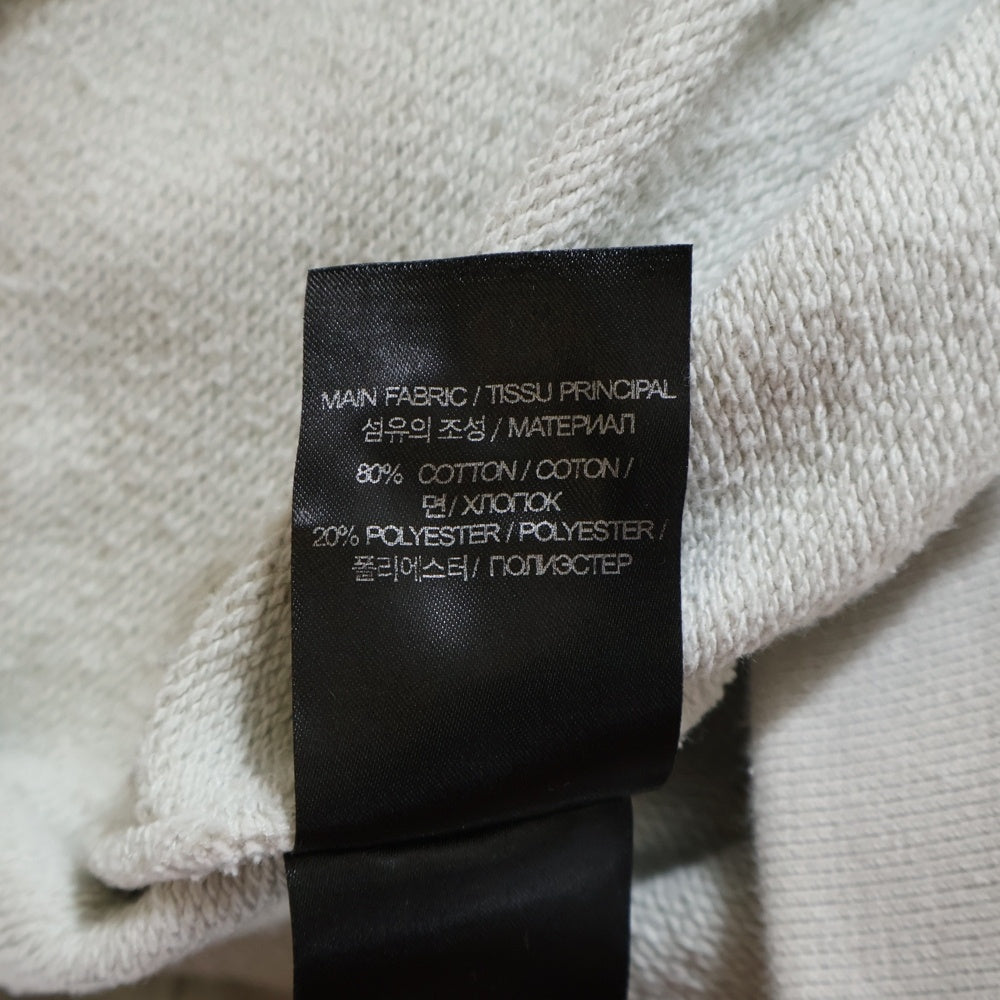 MAIN FABRIC / TISSU PRINCIPAL
섬유의 조성 / МАТЕРИАЛ
80% COTTON / COTON /
면 / ХЛОПОК
20% POLYESTER / POLYESTER /
폴리에스터 / ПОЛИЭСТЕР